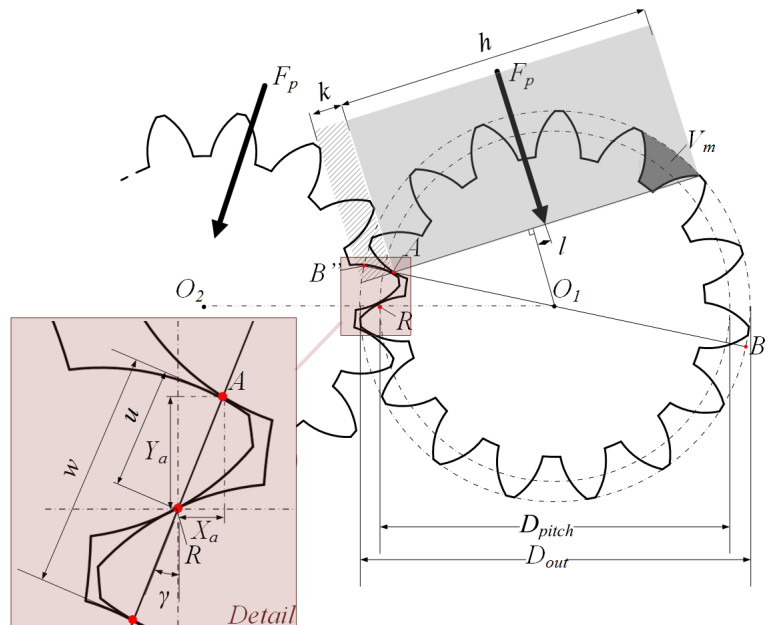 h
F_p
F_p
k
V_m
A
l
B”
O_2
O_1
R
B
A
u
Y_a
w
X_a
R
γ
Detail
D_pitch
D_out